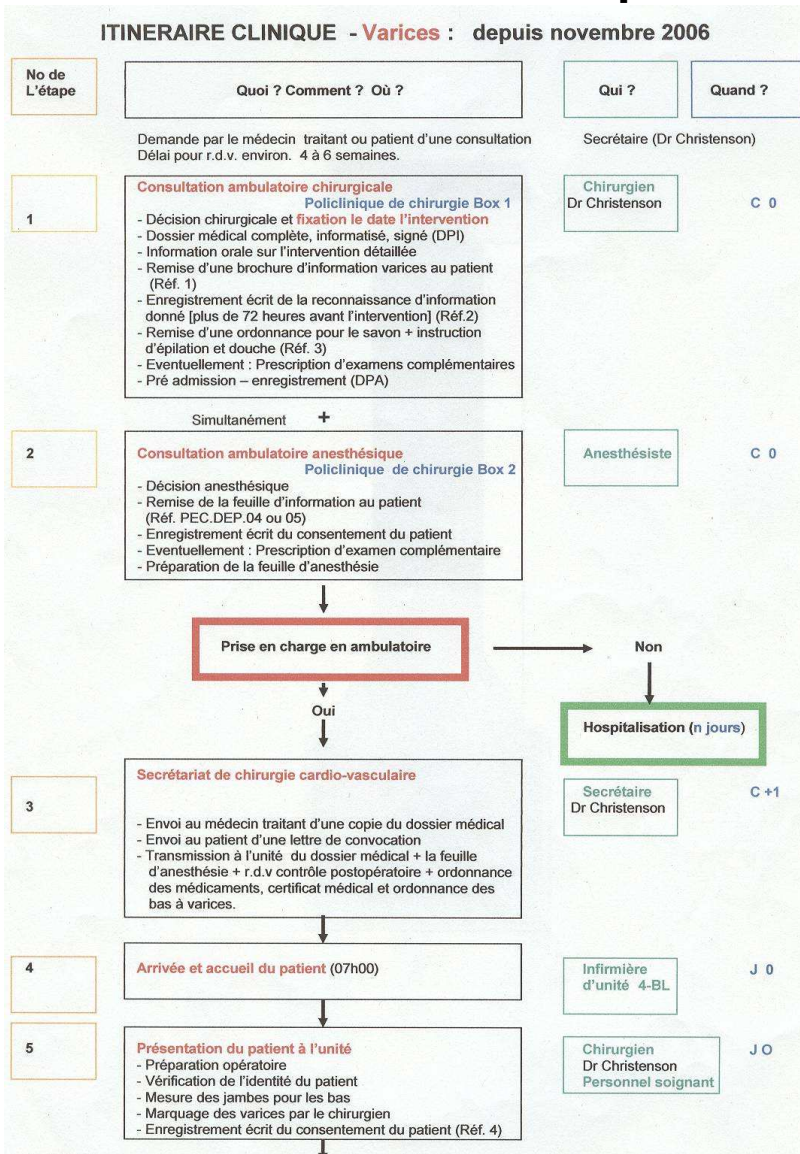 ITINERAIRE CLINIQUE - Varices : depuis novembre 2006
No de
L'étape
Quoi ? Comment ? Où ?
Qui ?
Quand ?
Demande par le médecin traitant ou patient d'une consultation
Délai pour r.d.v. environ. 4 à 6 semaines.
Secrétaire (Dr Christenson)
1
Consultation ambulatoire chirurgicale
Policlinique de chirurgie Box 1
- Décision chirurgicale et fixation le date l'intervention
- Dossier médical complète, informatisé, signé (DPI)
- Information orale sur l'intervention détaillée
- Remise d'une brochure d'information varices au patient
(Réf. 1)
- Enregistrement écrit de la reconnaissance d'information
donné [plus de 72 heures avant l'intervention] (Réf.2)
- Remise d'une ordonnance pour le savon + instruction
d'épilation et douche (Réf. 3)
- Eventuellement : Prescription d'examens complémentaires
- Pré admission – enregistrement (DPA)
Chirurgien
Dr Christenson
C 0
Simultanément +
2
Consultation ambulatoire anesthésique
Policlinique de chirurgie Box 2
- Décision anesthésique
- Remise de la feuille d'information au patient
(Réf. PEC.DEP.04 ou 05)
- Enregistrement écrit du consentement du patient
- Eventuellement : Prescription d'examen complémentaire
- Préparation de la feuille d'anesthésie
Anesthésiste
C 0
Prise en charge en ambulatoire
Non
Oui
Hospitalisation (n jours)
3
Secrétariat de chirurgie cardio-vasculaire
- Envoi au médecin traitant d'une copie du dossier médical
- Envoi au patient d'une lettre de convocation
- Transmission à l'unité du dossier médical + la feuille
d'anesthésie + r.d.v contrôle postopératoire + ordonnance
des médicaments, certificat médical et ordonnance des
bas à varices.
Secrétaire
Dr Christenson
C +1
4
Arrivée et accueil du patient (07h00)
Infirmière
d'unité 4-BL
J 0
5
Présentation du patient à l'unité
- Préparation opératoire
- Vérification de l'identité du patient
- Mesure des jambes pour les bas
- Marquage des varices par le chirurgien
- Enregistrement écrit du consentement du patient (Réf. 4)
Chirurgien
Dr Christenson
Personnel soignant
J O